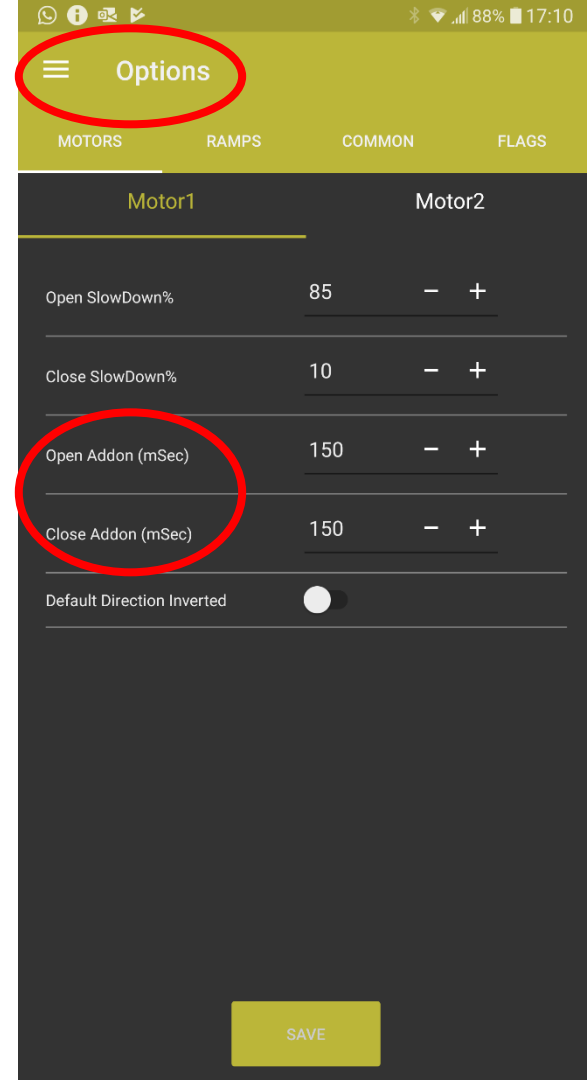 88% 17:10
Options
MOTORS RAMPS COMMON FLAGS
Motor1 Motor2
Open SlowDown% 85 − +
Close SlowDown% 10 − +
Open Addon (mSec) 150 − +
Close Addon (mSec) 150 − +
Default Direction Inverted
SAVE